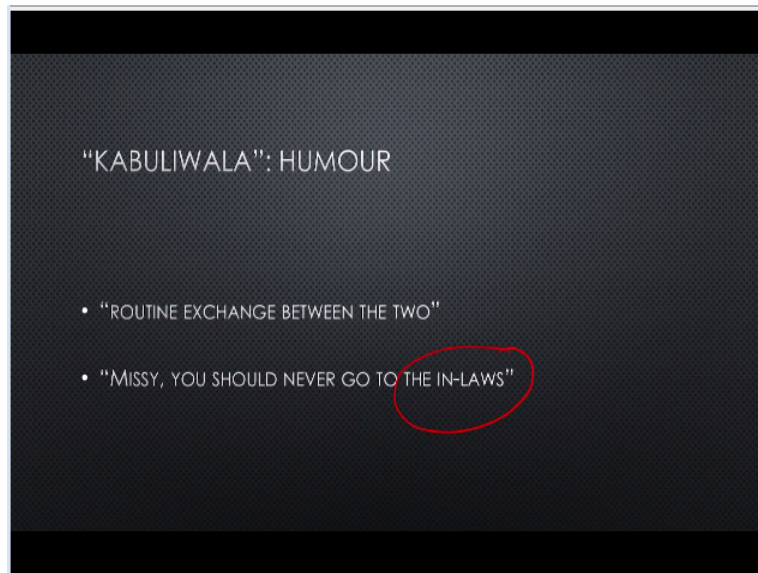 “KABULIWALA”: HUMOUR
• “ROUTINE EXCHANGE BETWEEN THE TWO”
• “MISSY, YOU SHOULD NEVER GO TO THE IN-LAWS”